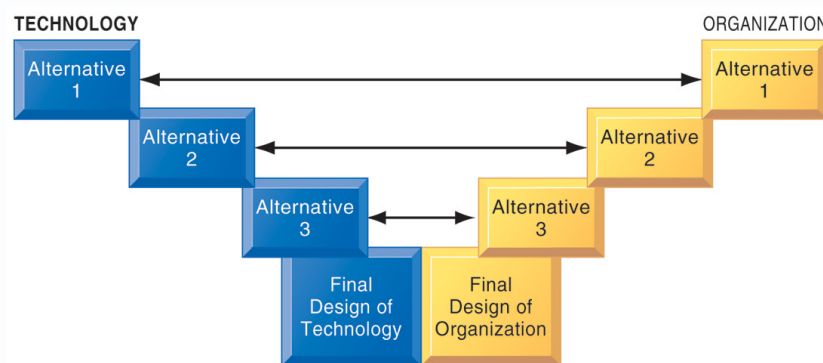 TECHNOLOGY
ORGANIZATION
Alternative
1
Alternative
1
Alternative
2
Alternative
2
Alternative
3
Alternative
3
Final
Design of
Technology
Final
Design of
Organization